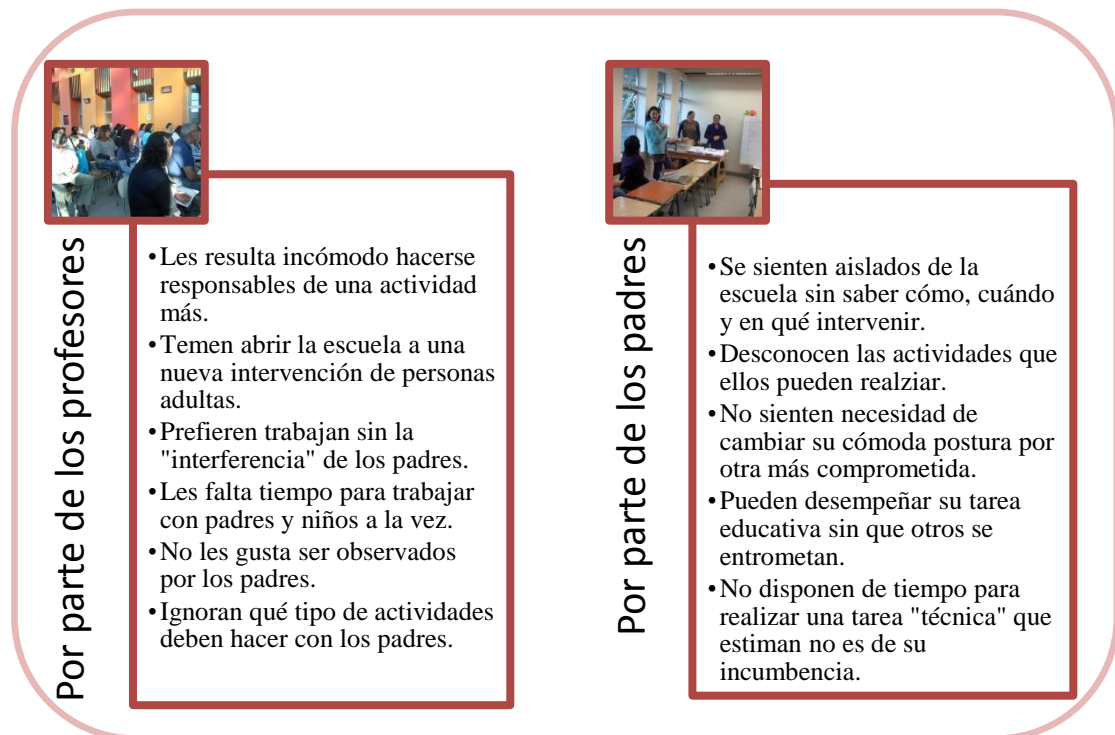 Por parte de los profesores
•Les resulta incómodo hacerse
responsables de una actividad
más.
•Temen abrir la escuela a una
nueva intervención de personas
adultas.
•Prefieren trabajan sin la
"interferencia" de los padres.
•Les falta tiempo para trabajar
con padres y niños a la vez.
•No les gusta ser observados
por los padres.
•Ignoran qué tipo de actividades
deben hacer con los padres.
Por parte de los padres
•Se sienten aislados de la
escuela sin saber cómo, cuándo
y en qué intervenir.
•Desconocen las actividades que
ellos pueden realziar.
•No sienten necesidad de
cambiar su cómoda postura por
otra más comprometida.
•Pueden desempeñar su tarea
educativa sin que otros se
entrometan.
•No disponen de tiempo para
realizar una tarea "técnica" que
estiman no es de su
incumbencia.